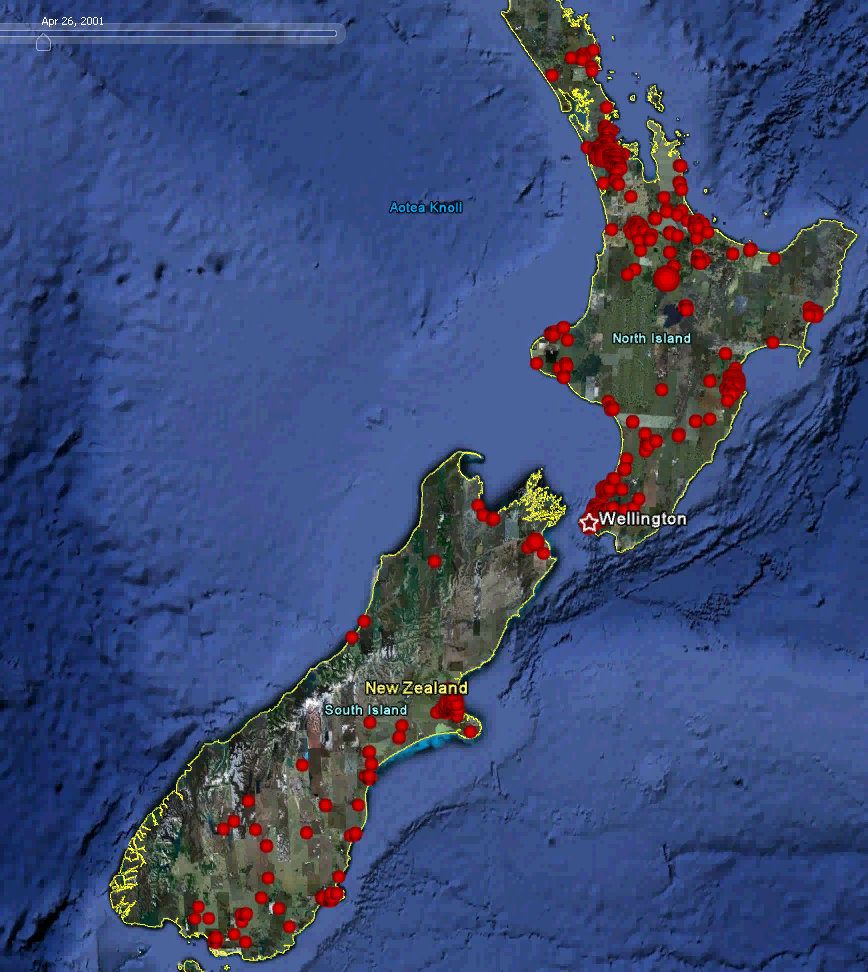 Apr 26, 2001
Aotea Knoll
North Island
Wellington
New Zealand
South Island